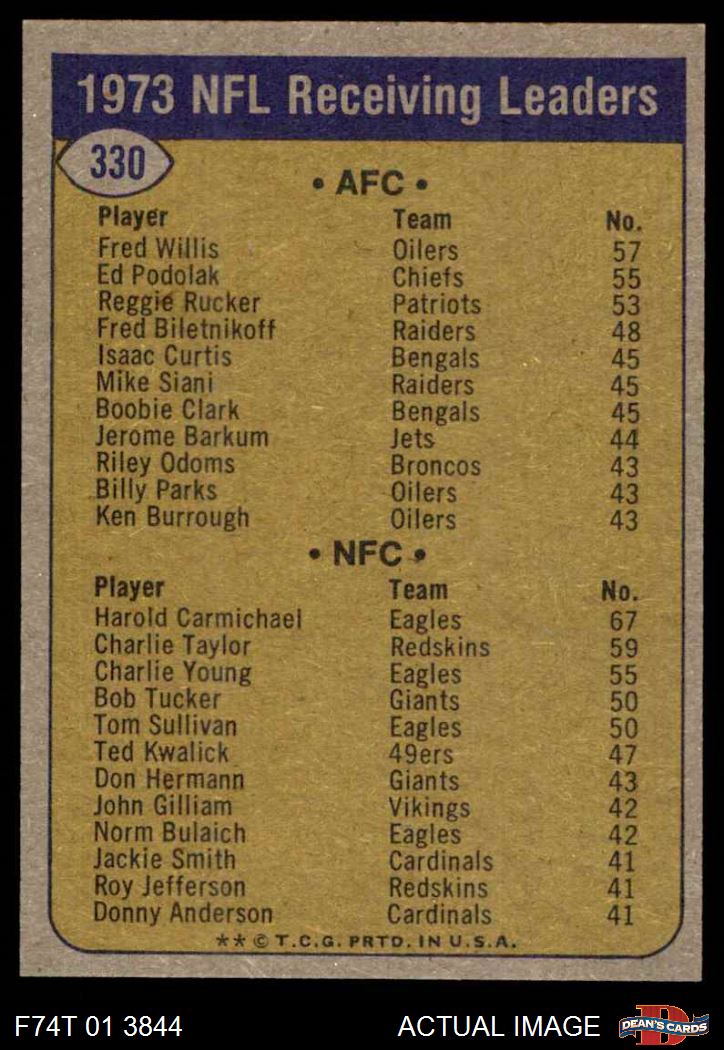 1973 NFL Receiving Leaders
330
• AFC •
Player Team No.
Fred Willis Oilers 57
Ed Podolak Chiefs 55
Reggie Rucker Patriots 53
Fred Biletnikoff Raiders 48
Isaac Curtis Bengals 45
Mike Siani Raiders 45
Boobie Clark Bengals 45
Jerome Barkum Jets 44
Riley Odoms Broncos 43
Billy Parks Oilers 43
Ken Burrough Oilers 43
• NFC •
Player Team No.
Harold Carmichael Eagles 67
Charlie Taylor Redskins 59
Charlie Young Eagles 55
Bob Tucker Giants 50
Tom Sullivan Eagles 50
Ted Kwalick 49ers 47
Don Hermann Giants 43
John Gilliam Vikings 42
Norm Bulaich Eagles 42
Jackie Smith Cardinals 41
Roy Jefferson Redskins 41
Donny Anderson Cardinals 41
**© T.C.G. PRTD. IN U.S.A.
F74T 01 3844 ACTUAL IMAGE
D
DEAN'S CARDS